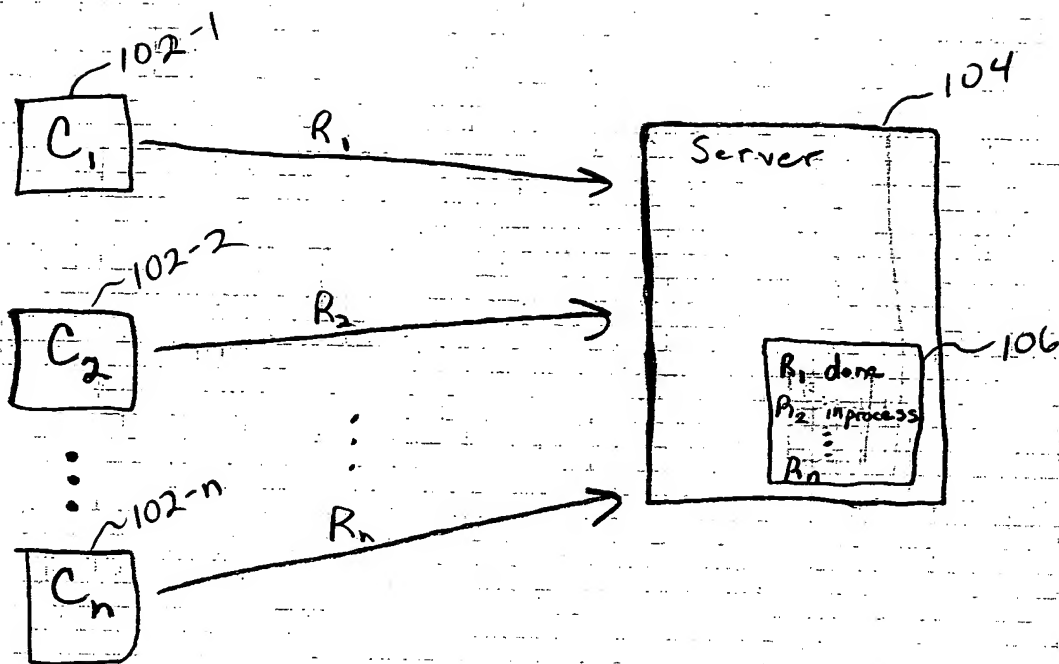 102-1
104
C₁
R₁
Server
102-2
C₂
R₂
106
R₁ done
R₂ in process
Rn
102-n
Rn
Cn